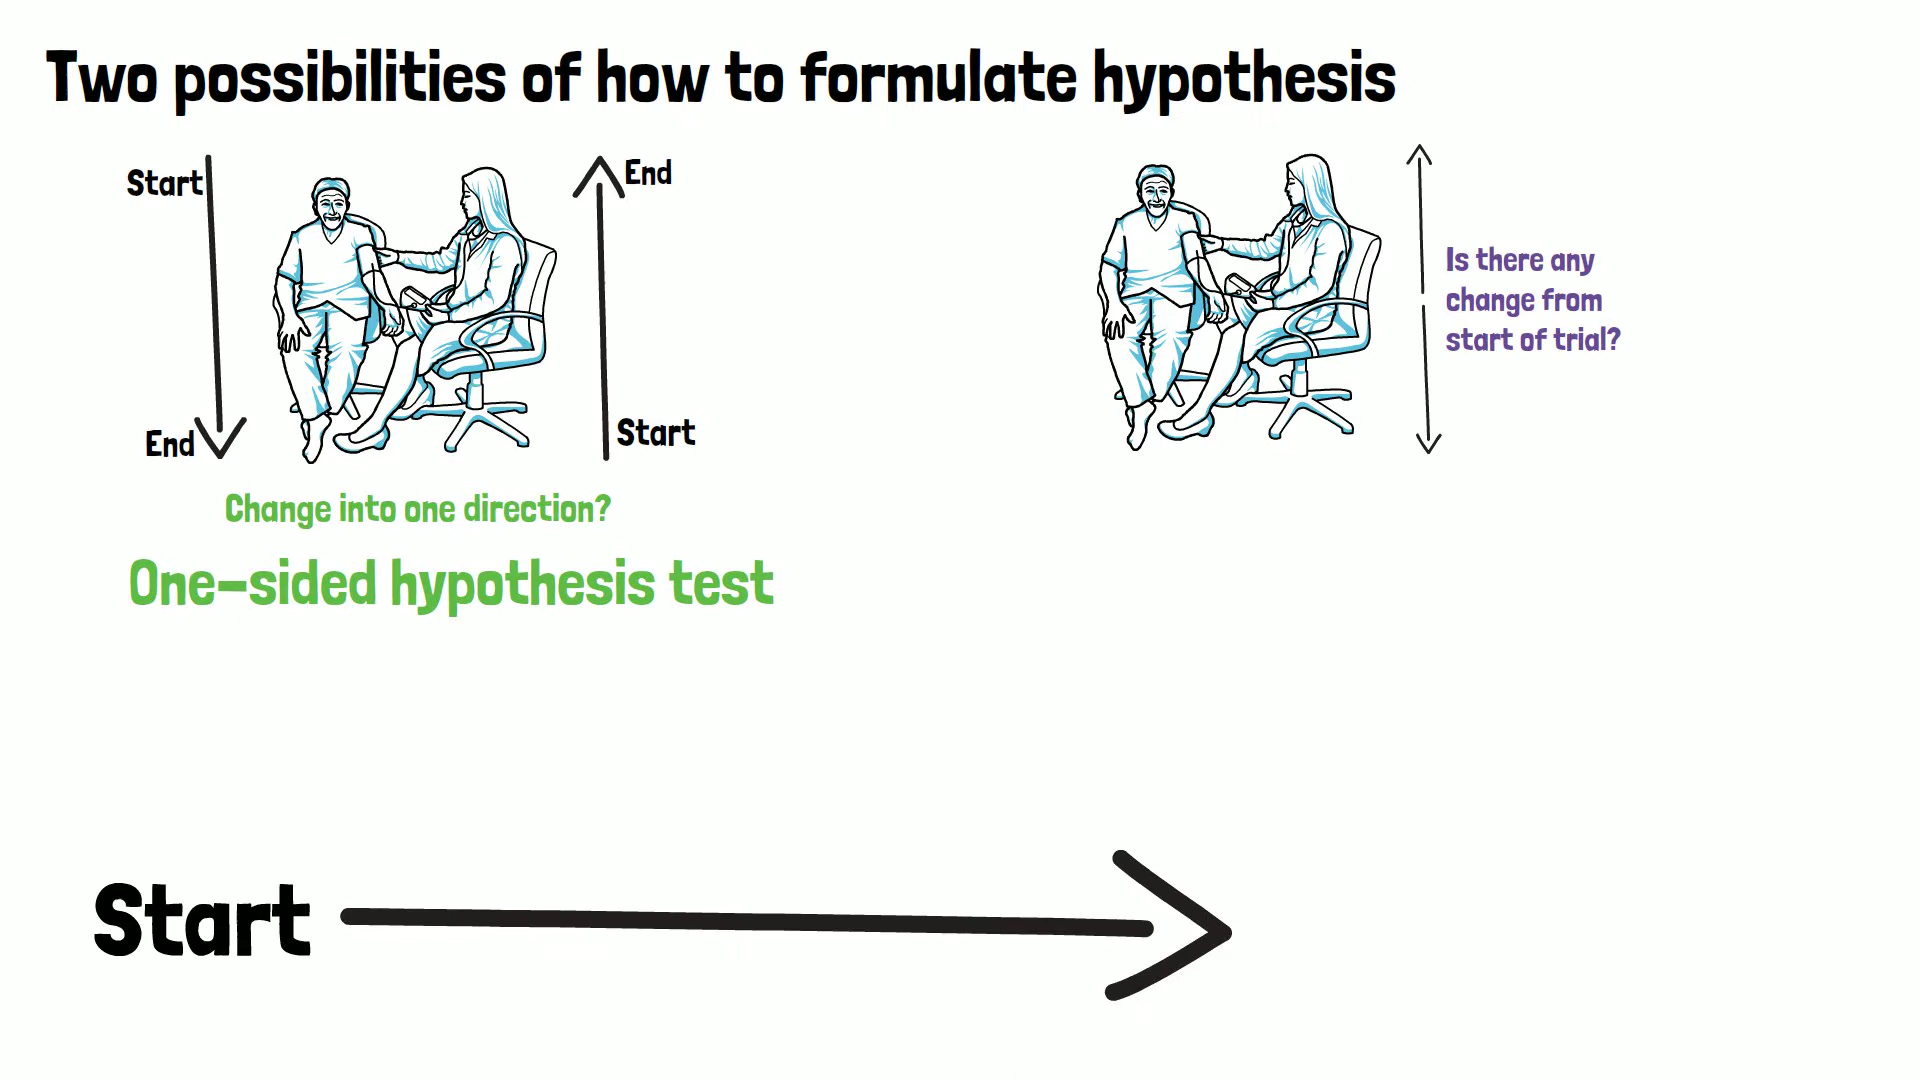 Two possibilities of how to formulate hypothesis
Start
End
End
Start
Change into one direction?
One-sided hypothesis test
Is there any
change from
start of trial?
Start